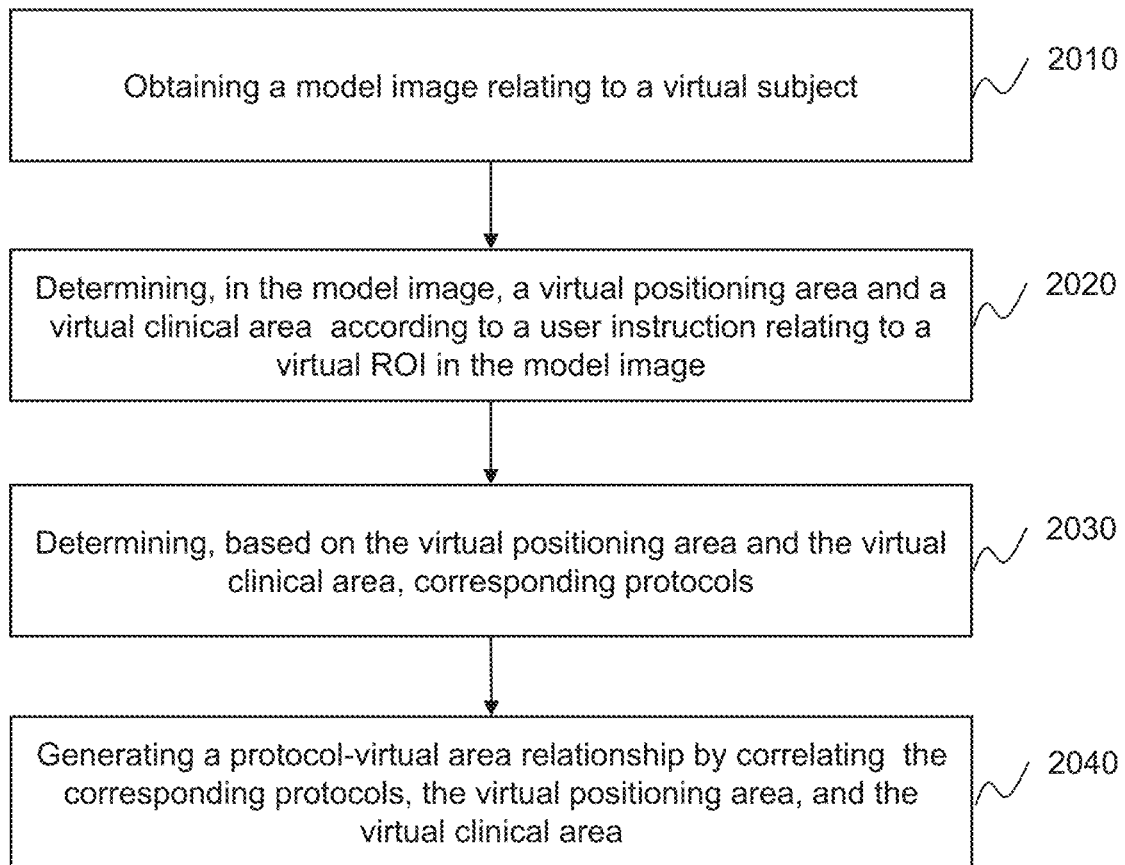 Obtaining a model image relating to a virtual subject
2010
Determining, in the model image, a virtual positioning area and a
virtual clinical area according to a user instruction relating to a
virtual ROI in the model image
2020
Determining, based on the virtual positioning area and the virtual
clinical area, corresponding protocols
2030
Generating a protocol-virtual area relationship by correlating the
corresponding protocols, the virtual positioning area, and the
virtual clinical area
2040